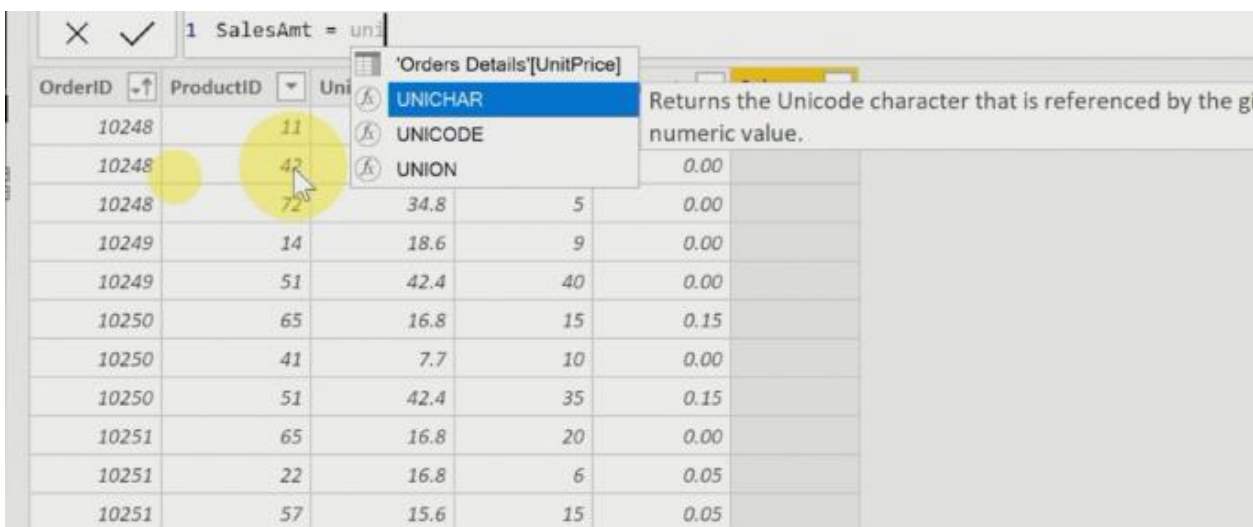 1 SalesAmt = uni
'Orders Details'[UnitPrice]
OrderID ProductID Uni
UNICHAR
Returns the Unicode character that is referenced by the gi
numeric value.
UNICODE
UNION
10248 11
10248 42 0.00
10248 72 34.8 5 0.00
10249 14 18.6 9 0.00
10249 51 42.4 40 0.00
10250 65 16.8 15 0.15
10250 41 7.7 10 0.00
10250 51 42.4 35 0.15
10251 65 16.8 20 0.00
10251 22 16.8 6 0.05
10251 57 15.6 15 0.05